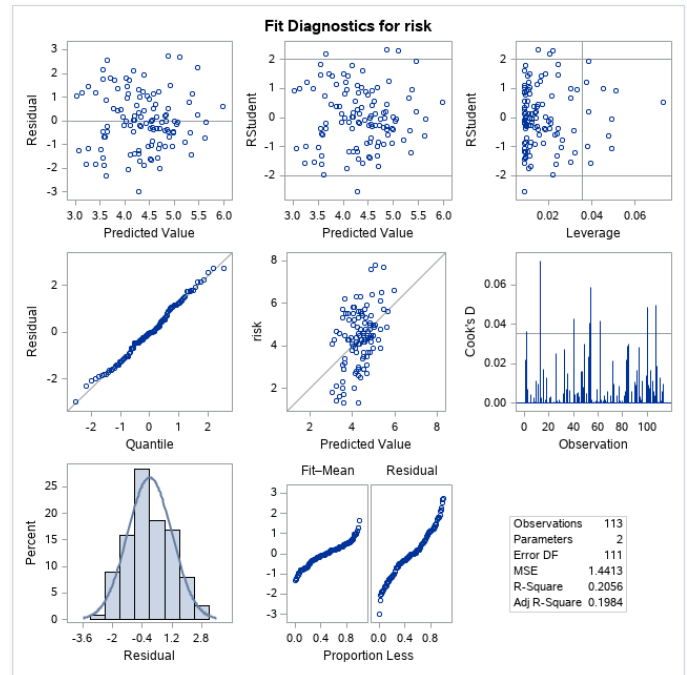 Fit Diagnostics for risk
Residual
3
2
1
0
-1
-2
-3
3.0 3.5 4.0 4.5 5.0 5.5 6.0
Predicted Value
RStudent
2
1
0
-1
-2
3.0 3.5 4.0 4.5 5.0 5.5 6.0
Predicted Value
RStudent
2
1
0
-1
-2
0.02 0.04 0.06
Leverage
Residual
2
0
-2
-2 -1 0 1 2
Quantile
risk
8
6
4
2
2 4 6 8
Predicted Value
Cook's D
0.06
0.04
0.02
0.00
0 20 40 60 80 100
Observation
Percent
25
20
15
10
5
0
-3.6 -2 -0.4 1.2 2.8
Residual
Fit–Mean Residual
3
2
1
0
-1
-2
-3
0.0 0.4 0.8 0.0 0.4 0.8
Proportion Less
Observations 113
Parameters 2
Error DF 111
MSE 1.4413
R-Square 0.2056
Adj R-Square 0.1984